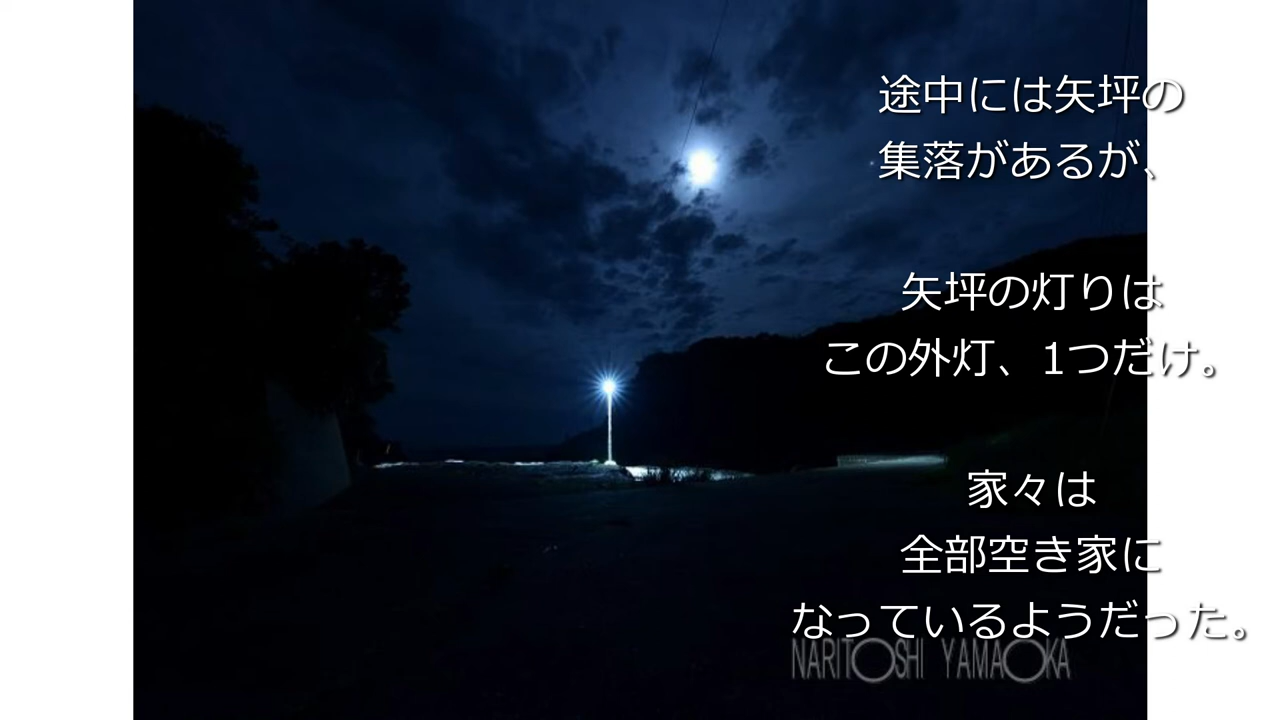 途中には矢坪の
集落があるが、
矢坪の灯りは
この外灯、1つだけ。
家々は
全部空き家に
なっているようだった。
NARITOSHI YAMAOKA